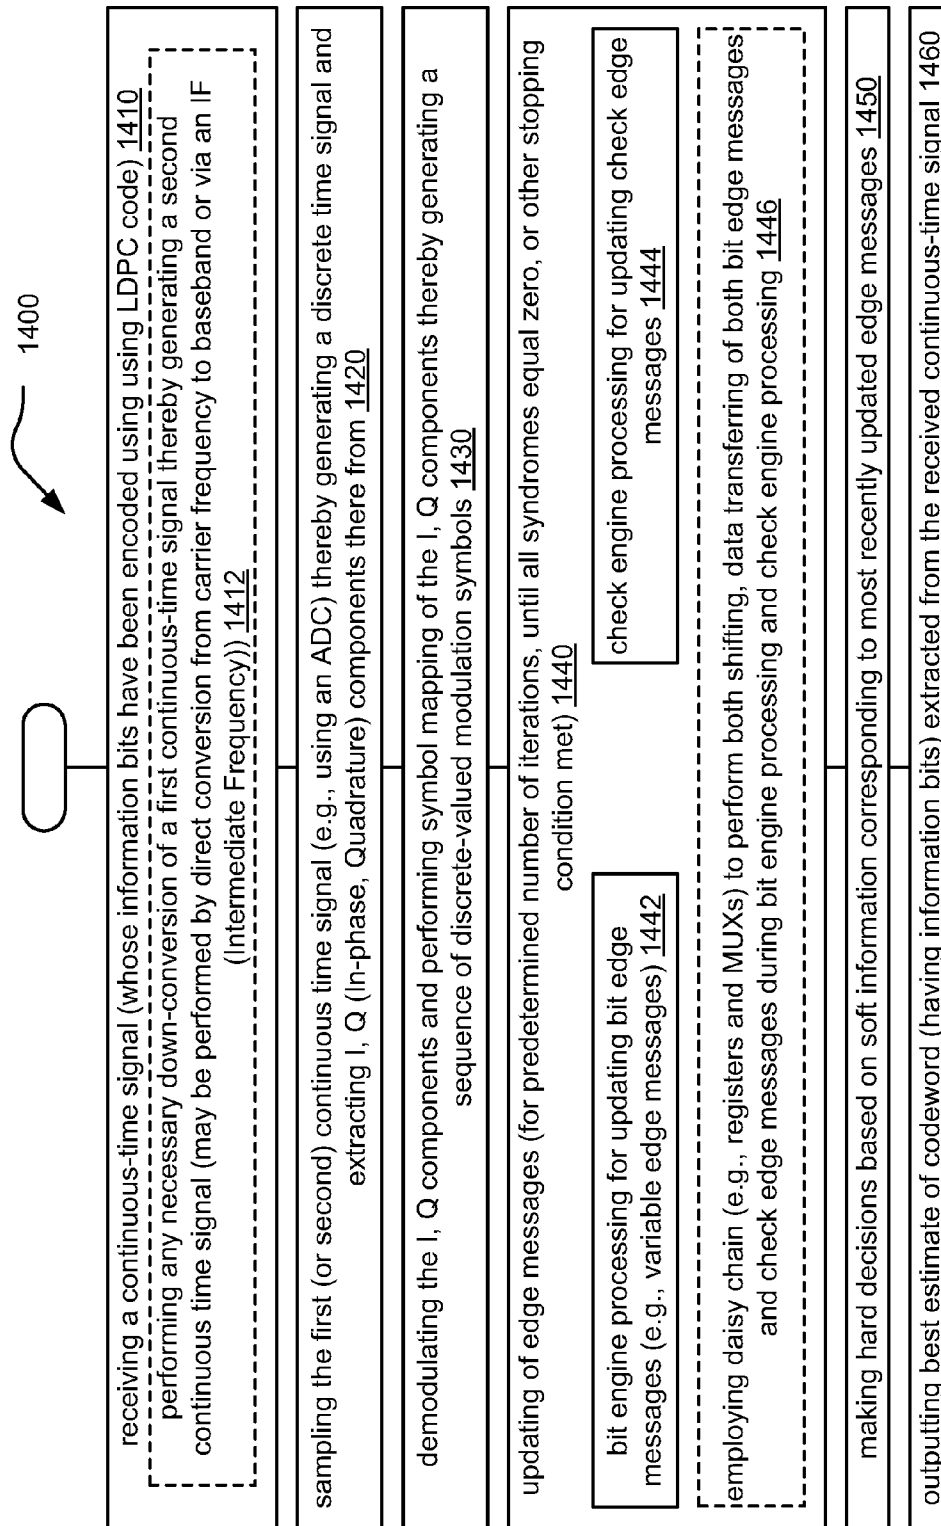 1400
receiving a continuous-time signal (whose information bits have been encoded using using LDPC code) 1410
performing any necessary down-conversion of a first continuous-time signal thereby generating a second
continuous time signal (may be performed by direct conversion from carrier frequency to baseband or via an IF
(Intermediate Frequency)) 1412
sampling the first (or second) continuous time signal (e.g., using an ADC) thereby generating a discrete time signal and
extracting I, Q (In-phase, Quadrature) components there from 1420
demodulating the I, Q components and performing symbol mapping of the I, Q components thereby generating a
sequence of discrete-valued modulation symbols 1430
updating of edge messages (for predetermined number of iterations, until all syndromes equal zero, or other stopping
condition met) 1440
bit engine processing for updating bit edge
messages (e.g., variable edge messages) 1442
check engine processing for updating check edge
messages 1444
employing daisy chain (e.g., registers and MUXs) to perform both shifting, data transferring of both bit edge messages
and check edge messages during bit engine processing and check engine processing 1446
making hard decisions based on soft information corresponding to most recently updated edge messages 1450
outputting best estimate of codeword (having information bits) extracted from the received continuous-time signal 1460